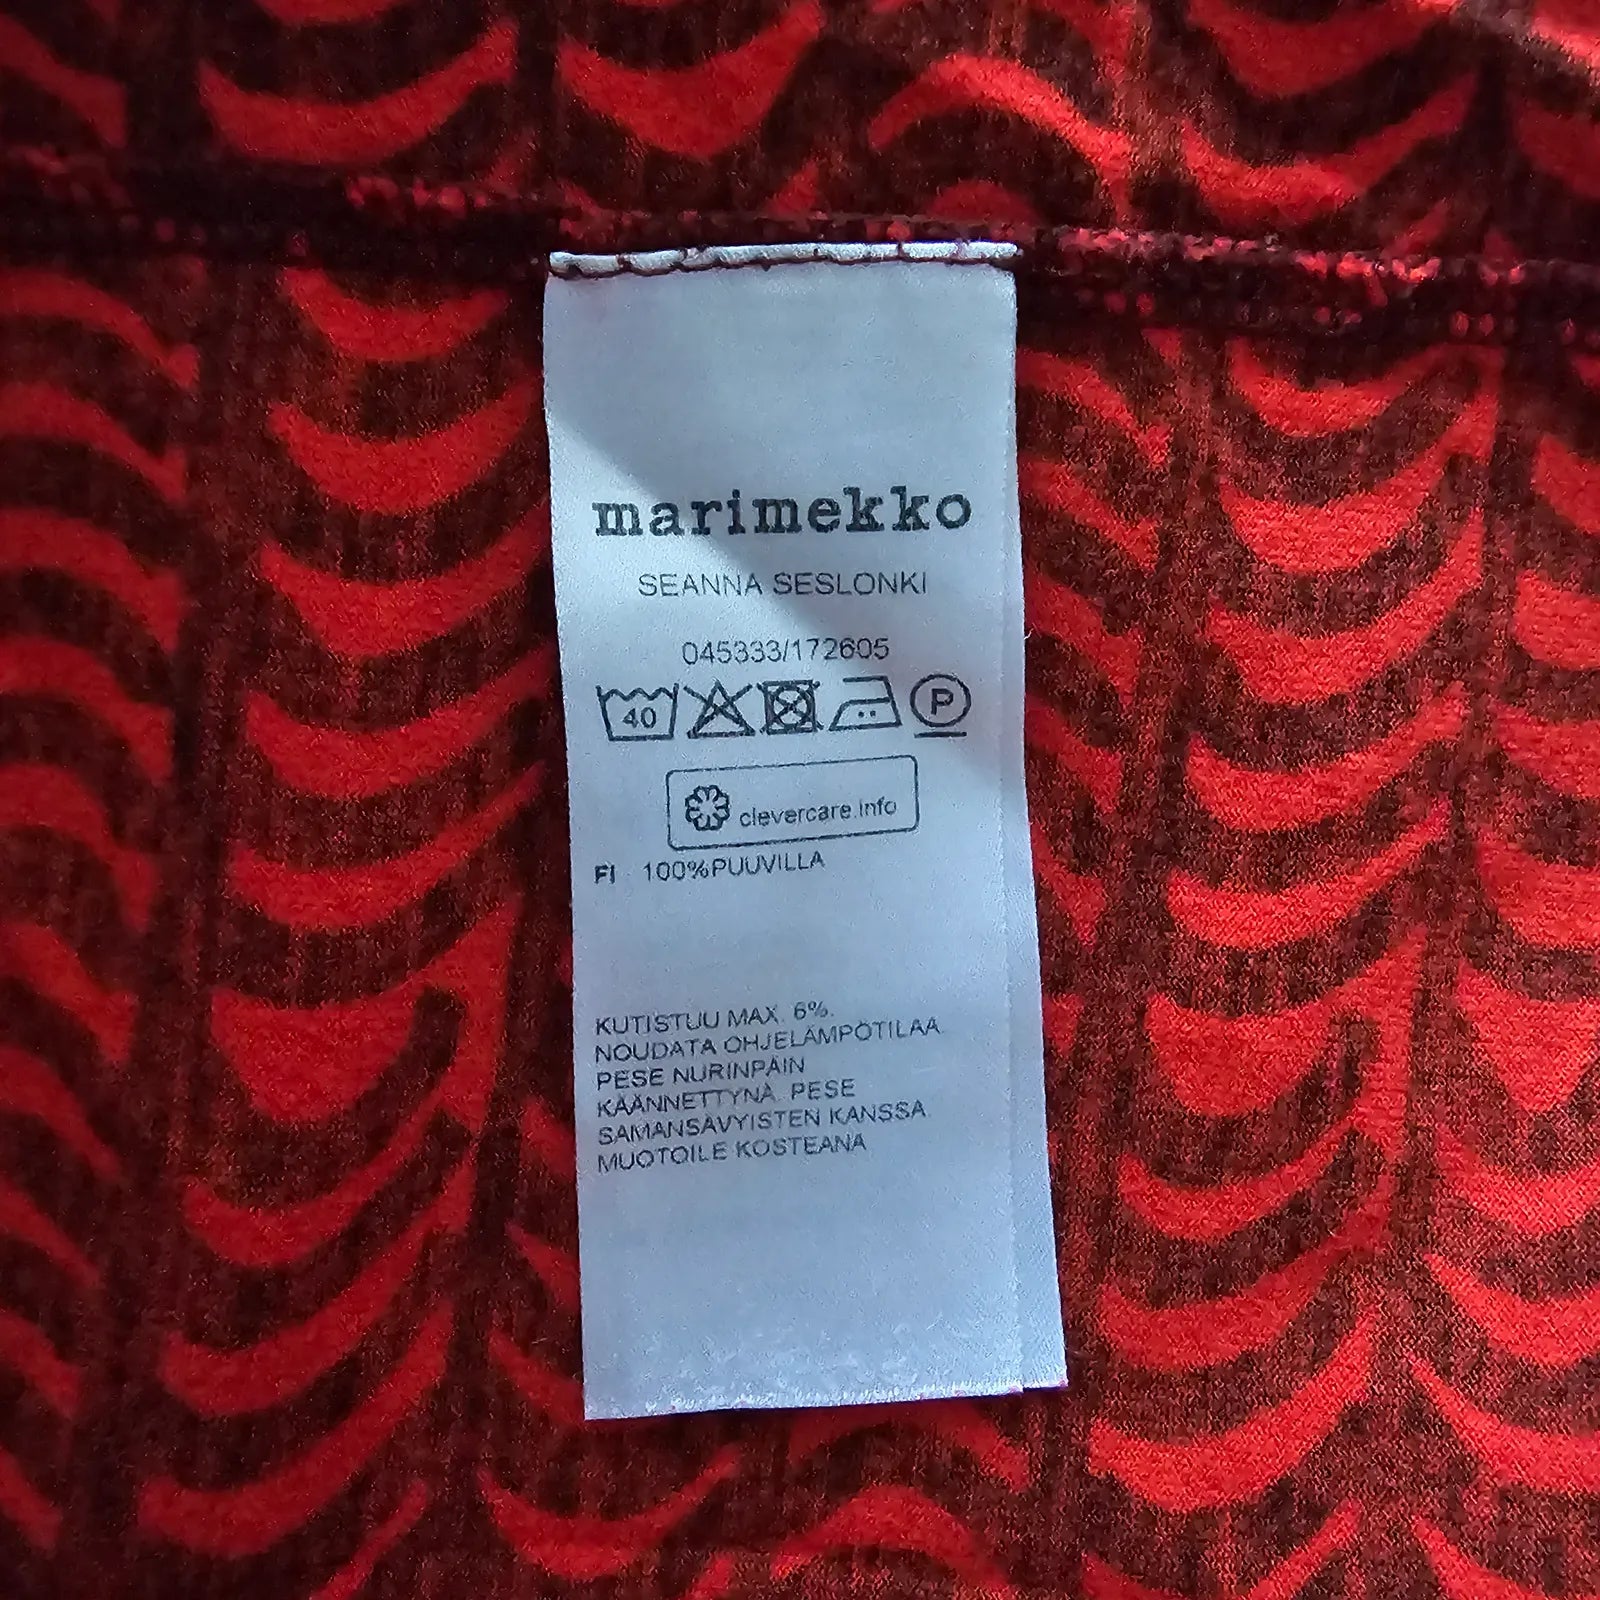 marimekko
SEANNA SESLONKI
045333/172605
40 P
clevercare.info
FI 100%PUUVILLA
KUTISTUU MAX. 6%.
NOUDATA OHJELÄMPÖTILAA.
PESE NURINPÄIN
KÄÄNNETTYNÄ. PESE
SAMANSÄVYISTEN KANSSA.
MUOTOILE KOSTEANA